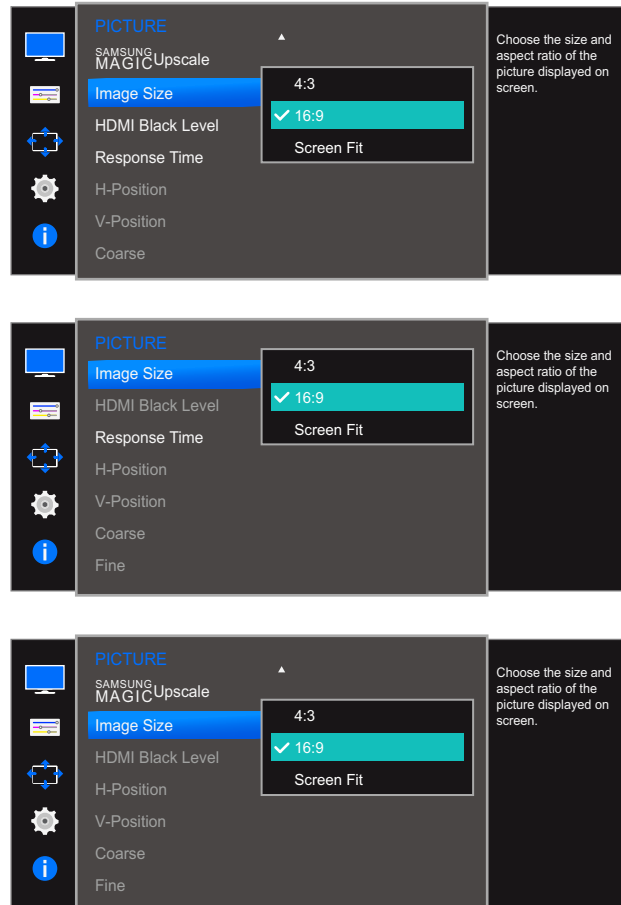 PICTURE
SAMSUNG
MAGIC Upscale
Image Size
HDMI Black Level
Response Time
H-Position
V-Position
Coarse
4:3
16:9
Screen Fit
Choose the size and
aspect ratio of the
picture displayed on
screen.
PICTURE
Image Size
HDMI Black Level
Response Time
H-Position
V-Position
Coarse
Fine
4:3
16:9
Screen Fit
Choose the size and
aspect ratio of the
picture displayed on
screen.
PICTURE
SAMSUNG
MAGIC Upscale
Image Size
HDMI Black Level
H-Position
V-Position
Coarse
Fine
4:3
16:9
Screen Fit
Choose the size and
aspect ratio of the
picture displayed on
screen.